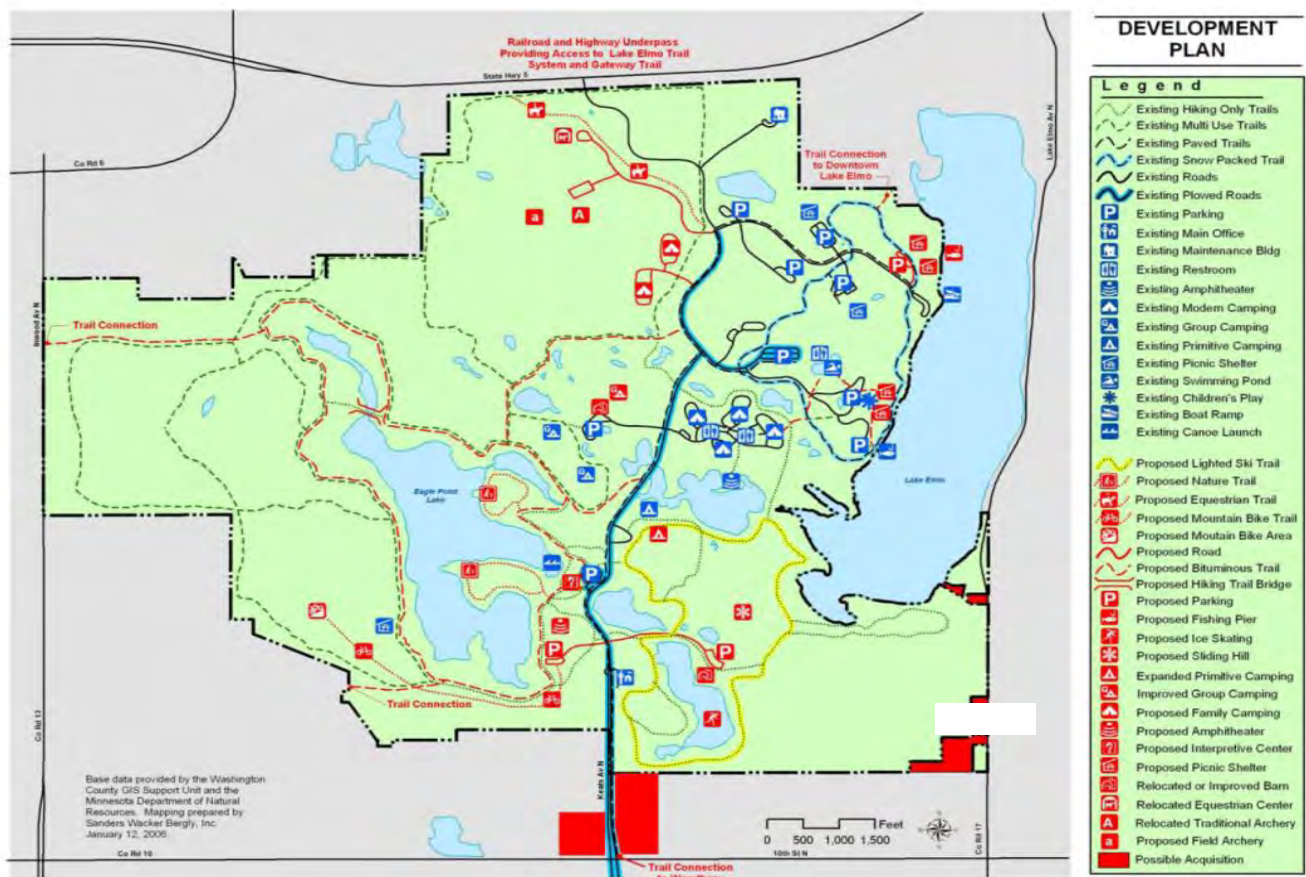 Railroad and Highway Underpass
Providing Access to Lake Elmo Trail
System and Gateway Trail
State Hwy 5
Co Rd 6
Lake Elmo Av N
Trail Connection
to Downtown
Lake Elmo
a
A
P
P
P
P
P
Inwood Av N
Trail Connection
P
P
P
P
Eagle Point
Lake
Lake Elmo
P
P
P
Trail Connection
Co Rd 13
Keats Av N
Base data provided by the Washington
County GIS Support Unit and the
Minnesota Department of Natural
Resources. Mapping prepared by
Sanders Wacker Bergly, Inc.
January 12, 2006
Feet
0 500 1,000 1,500
Co Rd 10
10th St N
Co Rd 17
Trail Connection
DEVELOPMENT
PLAN
Legend
Existing Hiking Only Trails
Existing Multi Use Trails
Existing Paved Trails
Existing Snow Packed Trail
Existing Roads
Existing Plowed Roads
P Existing Parking
Existing Main Office
Existing Maintenance Bldg
Existing Restroom
Existing Amphitheater
Existing Modern Camping
Existing Group Camping
Existing Primitive Camping
Existing Picnic Shelter
Existing Swimming Pond
Existing Children's Play
Existing Boat Ramp
Existing Canoe Launch
Proposed Lighted Ski Trail
Proposed Nature Trail
Proposed Equestrian Trail
Proposed Mountain Bike Trail
Proposed Moutain Bike Area
Proposed Road
Proposed Bituminous Trail
Proposed Hiking Trail Bridge
P Proposed Parking
Proposed Fishing Pier
Proposed Ice Skating
Proposed Sliding Hill
Expanded Primitive Camping
Improved Group Camping
Proposed Family Camping
Proposed Amphitheater
? Proposed Interpretive Center
Proposed Picnic Shelter
Relocated or Improved Barn
Relocated Equestrian Center
A Relocated Traditional Archery
a Proposed Field Archery
Possible Acquisition